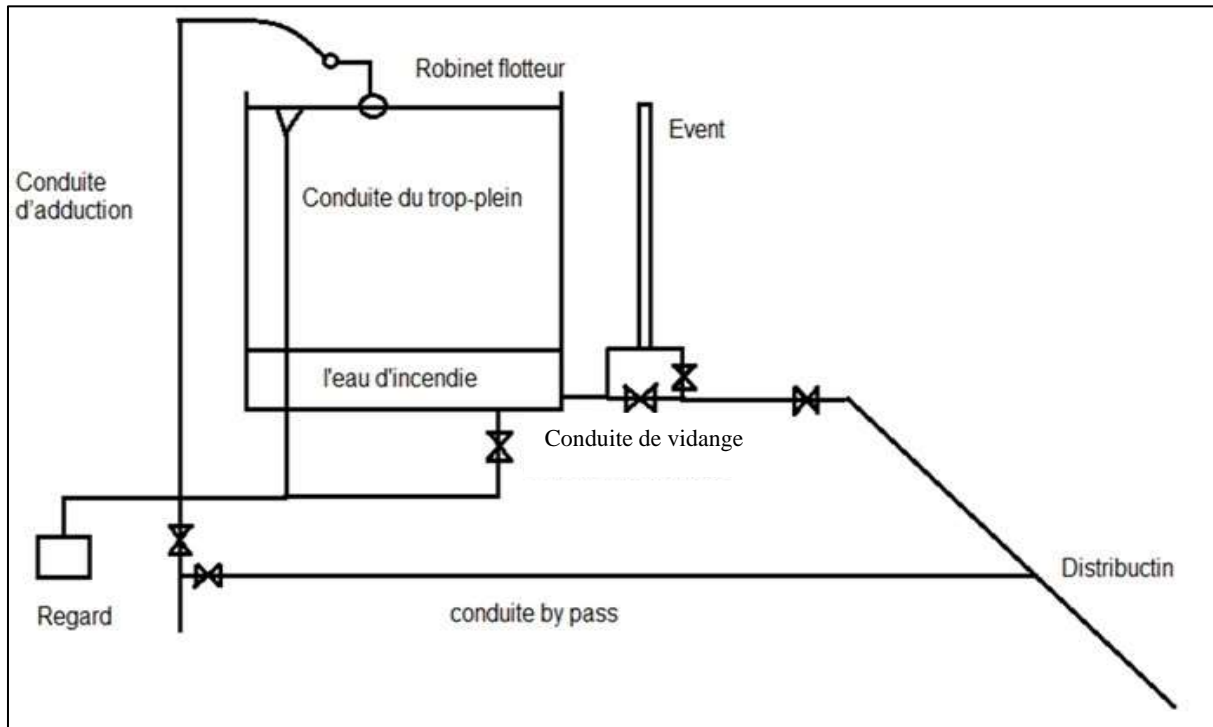 Robinet flotteur
Event
Conduite
d'adduction
Conduite du trop-plein
l'eau d'incendie
Conduite de vidange
Distribuctin
Regard
conduite by pass